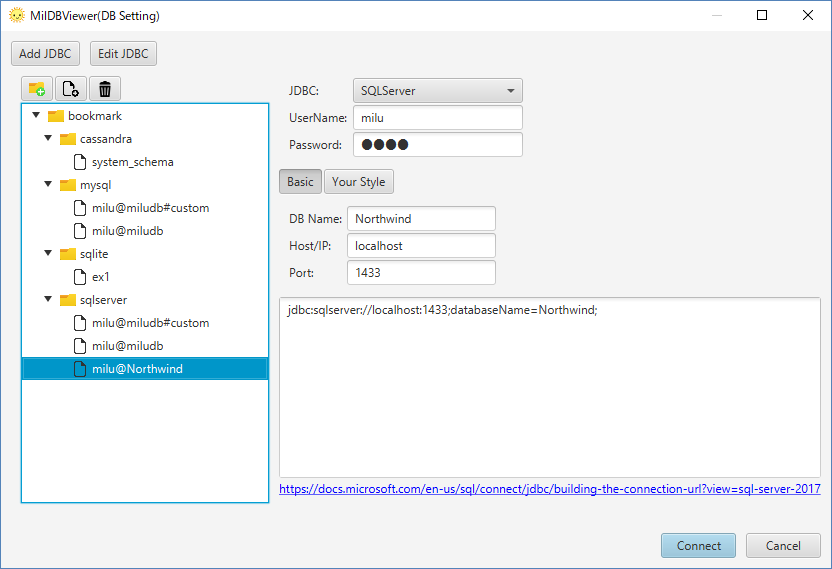 MilDBViewer(DB Setting)
Add JDBC
Edit JDBC
bookmark
cassandra
system_schema
mysql
milu@miludb#custom
milu@miludb
sqlite
ex1
sqlserver
milu@miludb#custom
milu@miludb
milu@Northwind
JDBC: SQLServer
UserName: milu
Password: ●●●●
Basic
Your Style
DB Name: Northwind
Host/IP: localhost
Port: 1433
jdbc:sqlserver://localhost:1433;databaseName=Northwind;
https://docs.microsoft.com/en-us/sql/connect/jdbc/building-the-connection-url?view=sql-server-2017
Connect
Cancel